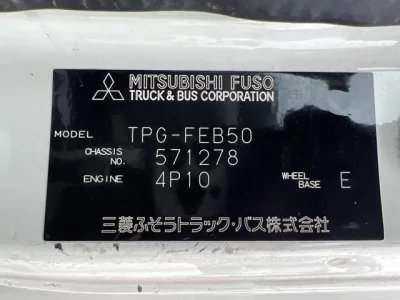 MITSUBISHI FUSO
TRUCK & BUS CORPORATION
MODEL TPG-FEB50
CHASSIS NO. 571278
ENGINE 4P10 WHEEL BASE E
三菱ふそうトラック・バス株式会社